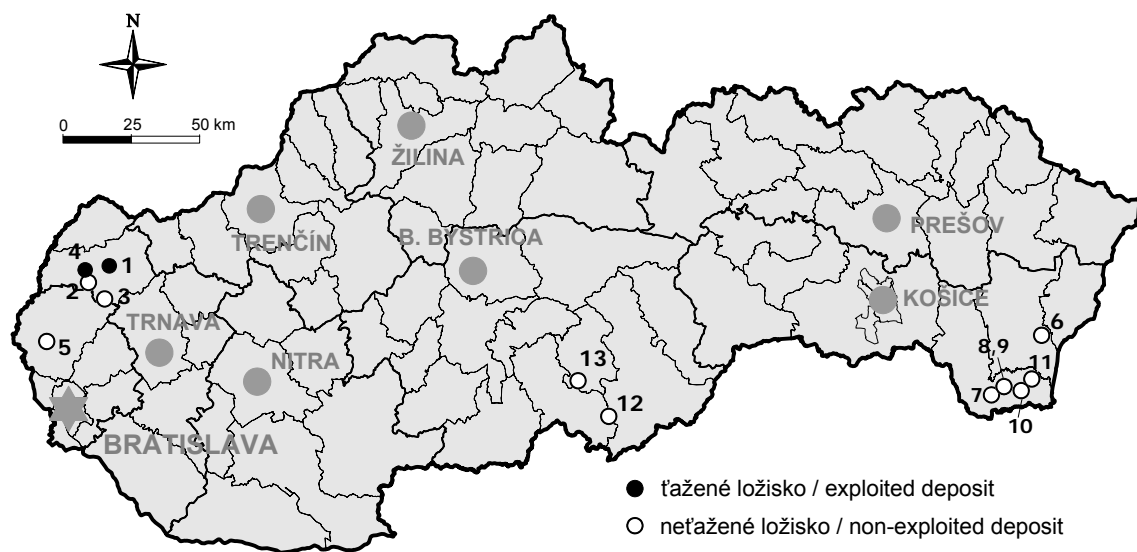 N
0 25 50 km
ŽILINA
TRENČÍN
B. BYSTRICA
PREŠOV
4 1
2 3
KOŠICE
TRNAVA
5
NITRA
6
8,9
11
13
7
10
12
BRATISLAVA
ťažené ložisko / exploited deposit
neťažené ložisko / non-exploited deposit